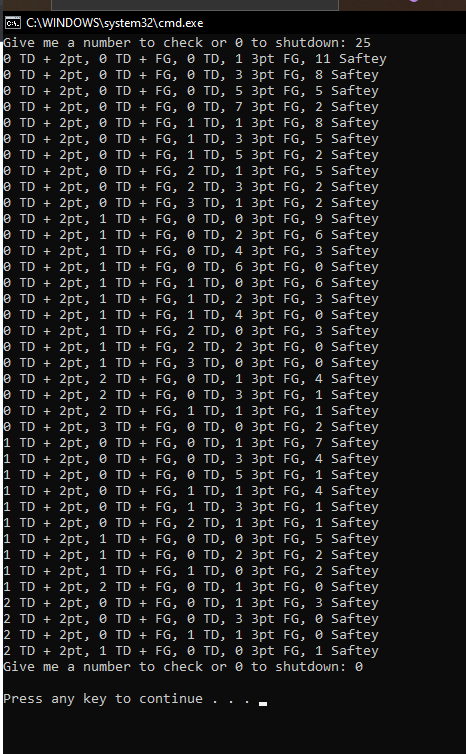 C:\WINDOWS\system32\cmd.exe
Give me a number to check or 0 to shutdown: 25
0 TD + 2pt, 0 TD + FG, 0 TD, 1 3pt FG, 11 Saftey
0 TD + 2pt, 0 TD + FG, 0 TD, 3 3pt FG, 8 Saftey
0 TD + 2pt, 0 TD + FG, 0 TD, 5 3pt FG, 5 Saftey
0 TD + 2pt, 0 TD + FG, 0 TD, 7 3pt FG, 2 Saftey
0 TD + 2pt, 0 TD + FG, 1 TD, 1 3pt FG, 8 Saftey
0 TD + 2pt, 0 TD + FG, 1 TD, 3 3pt FG, 5 Saftey
0 TD + 2pt, 0 TD + FG, 1 TD, 5 3pt FG, 2 Saftey
0 TD + 2pt, 0 TD + FG, 2 TD, 1 3pt FG, 5 Saftey
0 TD + 2pt, 0 TD + FG, 2 TD, 3 3pt FG, 2 Saftey
0 TD + 2pt, 0 TD + FG, 3 TD, 1 3pt FG, 2 Saftey
0 TD + 2pt, 1 TD + FG, 0 TD, 0 3pt FG, 9 Saftey
0 TD + 2pt, 1 TD + FG, 0 TD, 2 3pt FG, 6 Saftey
0 TD + 2pt, 1 TD + FG, 0 TD, 4 3pt FG, 3 Saftey
0 TD + 2pt, 1 TD + FG, 0 TD, 6 3pt FG, 0 Saftey
0 TD + 2pt, 1 TD + FG, 1 TD, 0 3pt FG, 6 Saftey
0 TD + 2pt, 1 TD + FG, 1 TD, 2 3pt FG, 3 Saftey
0 TD + 2pt, 1 TD + FG, 1 TD, 4 3pt FG, 0 Saftey
0 TD + 2pt, 1 TD + FG, 2 TD, 0 3pt FG, 3 Saftey
0 TD + 2pt, 1 TD + FG, 2 TD, 2 3pt FG, 0 Saftey
0 TD + 2pt, 1 TD + FG, 3 TD, 0 3pt FG, 0 Saftey
0 TD + 2pt, 2 TD + FG, 0 TD, 1 3pt FG, 4 Saftey
0 TD + 2pt, 2 TD + FG, 0 TD, 3 3pt FG, 1 Saftey
0 TD + 2pt, 2 TD + FG, 1 TD, 1 3pt FG, 1 Saftey
0 TD + 2pt, 3 TD + FG, 0 TD, 0 3pt FG, 2 Saftey
1 TD + 2pt, 0 TD + FG, 0 TD, 1 3pt FG, 7 Saftey
1 TD + 2pt, 0 TD + FG, 0 TD, 3 3pt FG, 4 Saftey
1 TD + 2pt, 0 TD + FG, 0 TD, 5 3pt FG, 1 Saftey
1 TD + 2pt, 0 TD + FG, 1 TD, 1 3pt FG, 4 Saftey
1 TD + 2pt, 0 TD + FG, 1 TD, 3 3pt FG, 1 Saftey
1 TD + 2pt, 0 TD + FG, 2 TD, 1 3pt FG, 1 Saftey
1 TD + 2pt, 1 TD + FG, 0 TD, 0 3pt FG, 5 Saftey
1 TD + 2pt, 1 TD + FG, 0 TD, 2 3pt FG, 2 Saftey
1 TD + 2pt, 1 TD + FG, 1 TD, 0 3pt FG, 2 Saftey
1 TD + 2pt, 2 TD + FG, 0 TD, 1 3pt FG, 0 Saftey
2 TD + 2pt, 0 TD + FG, 0 TD, 1 3pt FG, 3 Saftey
2 TD + 2pt, 0 TD + FG, 0 TD, 3 3pt FG, 0 Saftey
2 TD + 2pt, 0 TD + FG, 1 TD, 1 3pt FG, 0 Saftey
2 TD + 2pt, 1 TD + FG, 0 TD, 0 3pt FG, 1 Saftey
Give me a number to check or 0 to shutdown: 0
Press any key to continue . . .